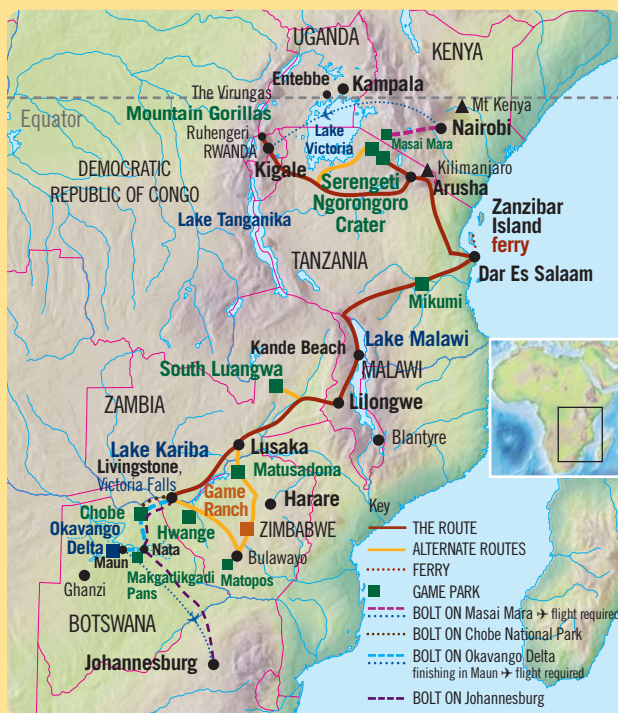 UGANDA
KENYA
Entebbe
Kampala
The Virungas
Mt Kenya
Equator
Mountain Gorillas
Nairobi
Ruhengeri
Lake
Victoria
Masai Mara
RWANDA
Kigale
DEMOCRATIC
REPUBLIC OF CONGO
Kilimanjaro
Serengeti
Arusha
Ngorongoro
Crater
Lake Tanganika
Zanzibar
Island
ferry
TANZANIA
Dar Es Salaam
Mikumi
Lake Malawi
Kande Beach
MALAWI
South Luangwa
ZAMBIA
Lilongwe
Blantyre
Lake Kariba
Lusaka
Livingstone,
Victoria Falls
Matusadona
Game
Ranch
Harare
Chobe
Hwange
ZIMBABWE
Okavango
Delta
Nata
Maun
Bulawayo
Makgadikgadi
Pans
Matopos
Ghanzi
BOTSWANA
Johannesburg
Key
THE ROUTE
ALTERNATE ROUTES
FERRY
GAME PARK
BOLT ON Masai Mara ✈ flight required
BOLT ON Chobe National Park
BOLT ON Okavango Delta
finishing in Maun ✈ flight required
BOLT ON Johannesburg